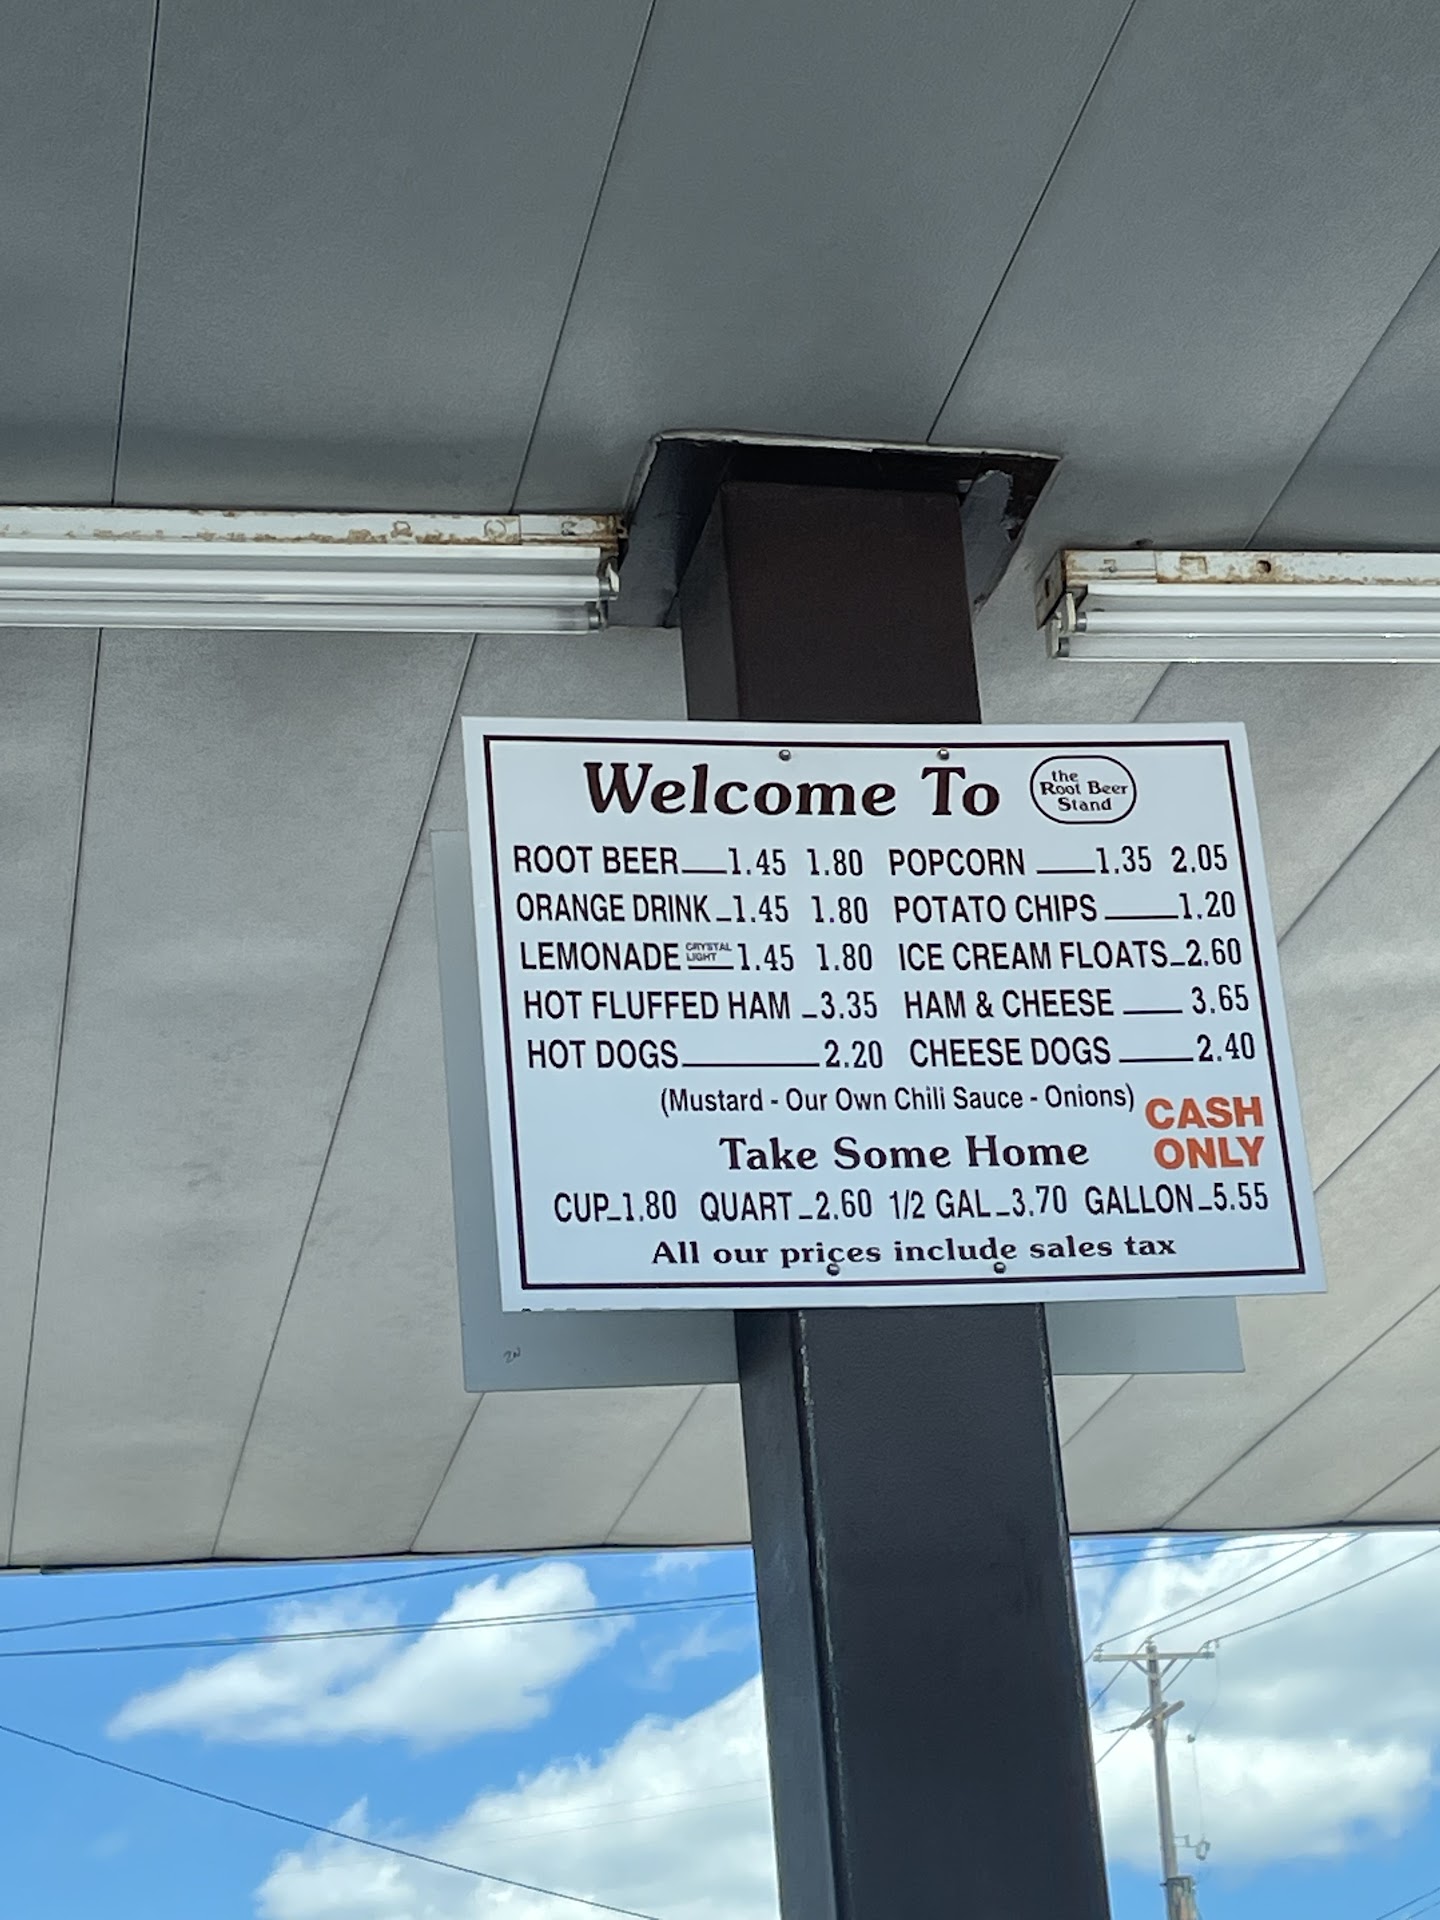 Welcome To the Root Beer Stand
ROOT BEER 1.45 1.80 POPCORN 1.35 2.05
ORANGE DRINK 1.45 1.80 POTATO CHIPS 1.20
LEMONADE CRYSTAL LIGHT 1.45 1.80 ICE CREAM FLOATS 2.60
HOT FLUFFED HAM 3.35 HAM & CHEESE 3.65
HOT DOGS 2.20 CHEESE DOGS 2.40
(Mustard - Our Own Chili Sauce - Onions)
CASH ONLY
Take Some Home
CUP 1.80 QUART 2.60 1/2 GAL 3.70 GALLON 5.55
All our prices include sales tax